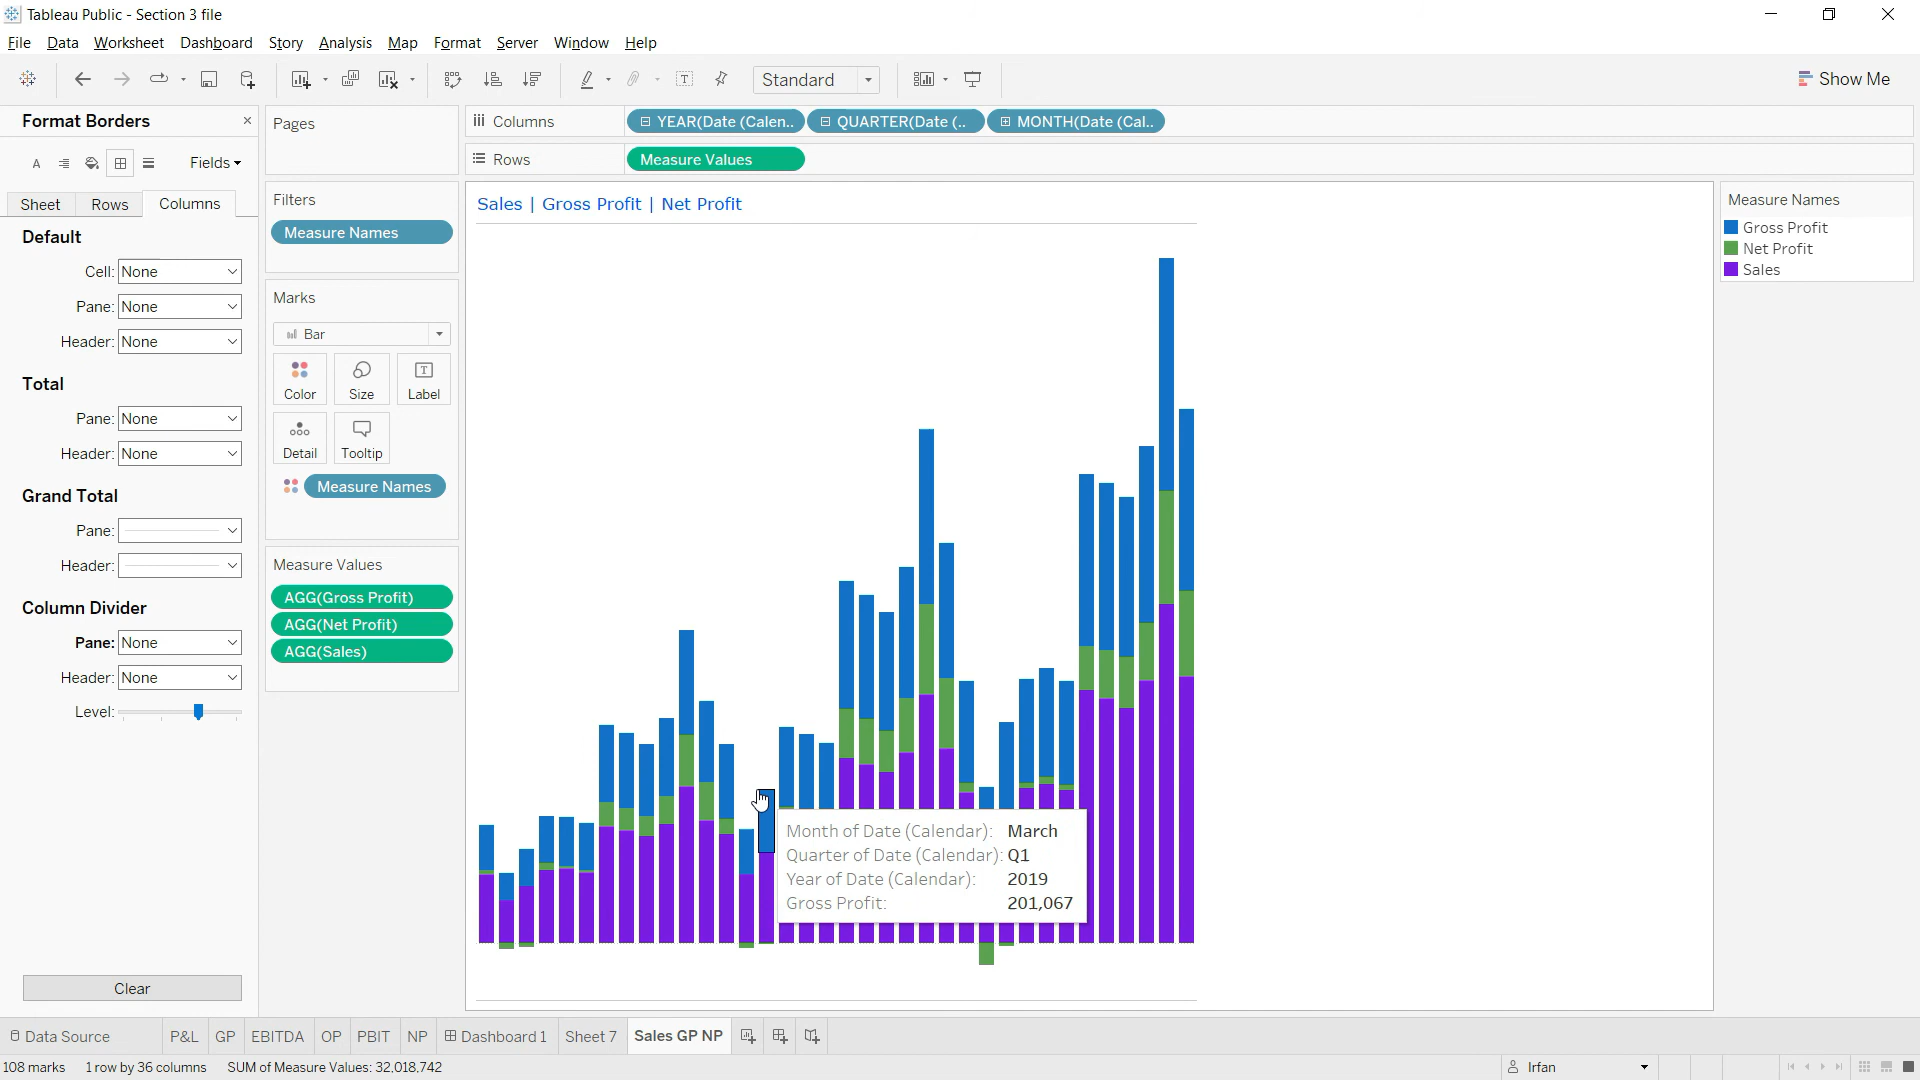 Tableau Public - Section 3 file
File Data Worksheet Dashboard Story Analysis Map Format Server Window Help
Standard
Show Me
Format Borders
Fields
Sheet Rows Columns
Default
Cell: None
Pane: None
Header: None
Total
Pane: None
Header: None
Grand Total
Pane:
Header:
Column Divider
Pane: None
Header: None
Level:
Clear
Pages
Filters
Measure Names
Marks
Bar
Color Size Label
Detail Tooltip
Measure Names
Measure Values
AGG(Gross Profit)
AGG(Net Profit)
AGG(Sales)
Columns YEAR(Date (Calen.. QUARTER(Date (.. MONTH(Date (Cal..
Rows Measure Values
Sales | Gross Profit | Net Profit
Month of Date (Calendar): March
Quarter of Date (Calendar): Q1
Year of Date (Calendar): 2019
Gross Profit: 201,067
Measure Names
Gross Profit
Net Profit
Sales
Data Source P&L GP EBITDA OP PBIT NP Dashboard 1 Sheet 7 Sales GP NP
108 marks 1 row by 36 columns SUM of Measure Values: 32,018,742 Irfan